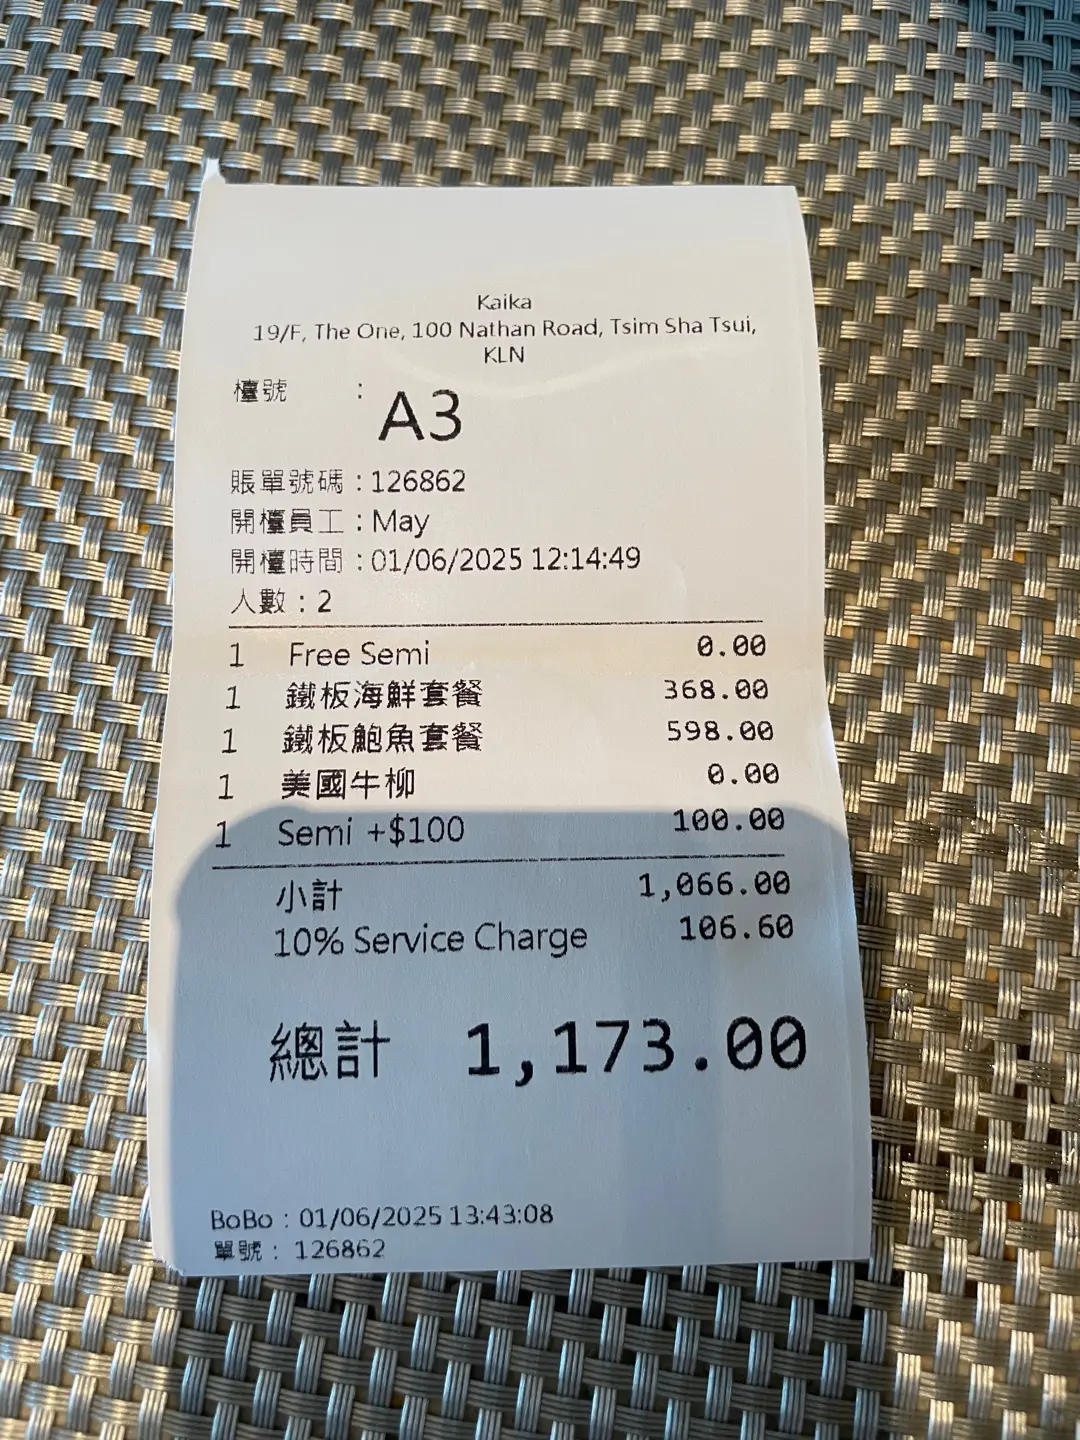 Kaika
19/F, The One, 100 Nathan Road, Tsim Sha Tsui,
KLN
檯號 : A3
賬單號碼 : 126862
開檯員工 : May
開檯時間 : 01/06/2025 12:14:49
人數 : 2
1 Free Semi 0.00
1 鐵板海鮮套餐 368.00
1 鐵板鮑魚套餐 598.00
1 美國牛柳 0.00
1 Semi +$100 100.00
小計 1,066.00
10% Service Charge 106.60
總計 1,173.00
BoBo : 01/06/2025 13:43:08
單號 : 126862